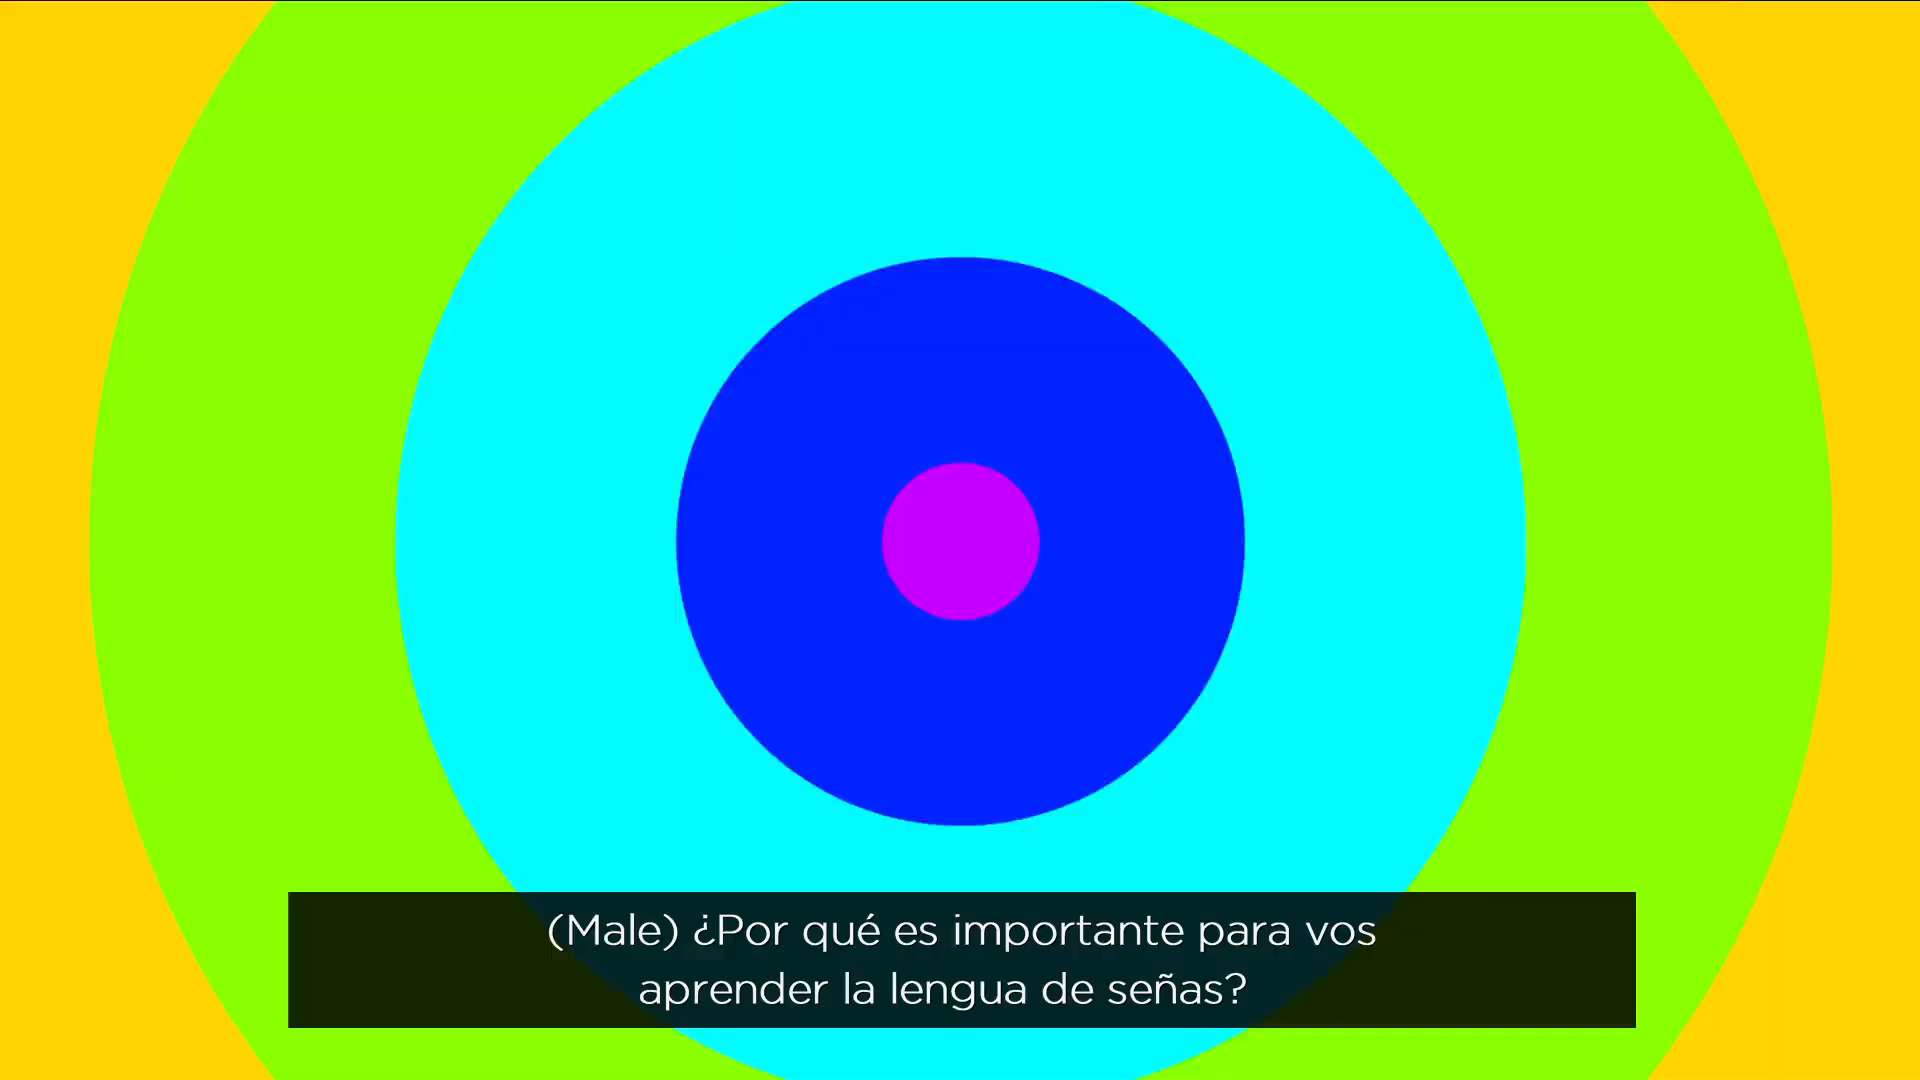 (Male) ¿Por qué es importante para vos
aprender la lengua de señas?